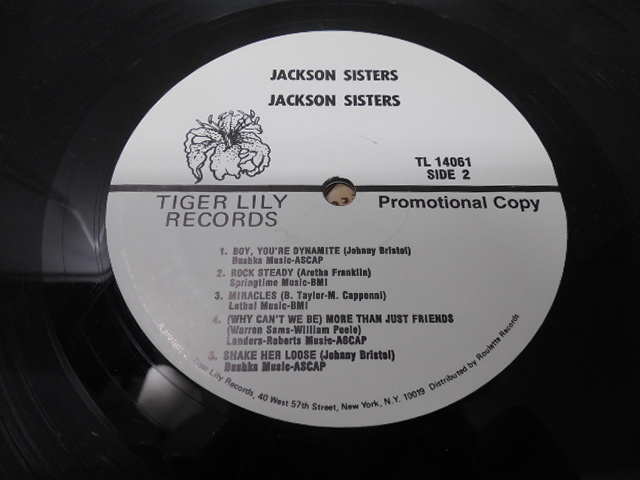 JACKSON SISTERS
JACKSON SISTERS
TL 14061
SIDE 2
TIGER LILY
RECORDS
Promotional Copy
1. BOY, YOU'RE DYNAMITE (Johnny Bristol)
Bushka Music-ASCAP
2. ROCK STEADY (Aretha Franklin)
Springtime Music-BMI
3. MIRACLES (B. Taylor-M. Capponni)
Lothal Music-BMI
4. (WHY CAN'T WE BE) MORE THAN JUST FRIENDS
(Warren Sams-William Peele)
Landers-Roberts Music-ASCAP
5. SHAKE HER LOOSE (Johnny Bristol)
Bushka Music-ASCAP
Tiger Lily Records, 40 West 57th Street, New York, N.Y. 10019 Distributed by Roulette Records